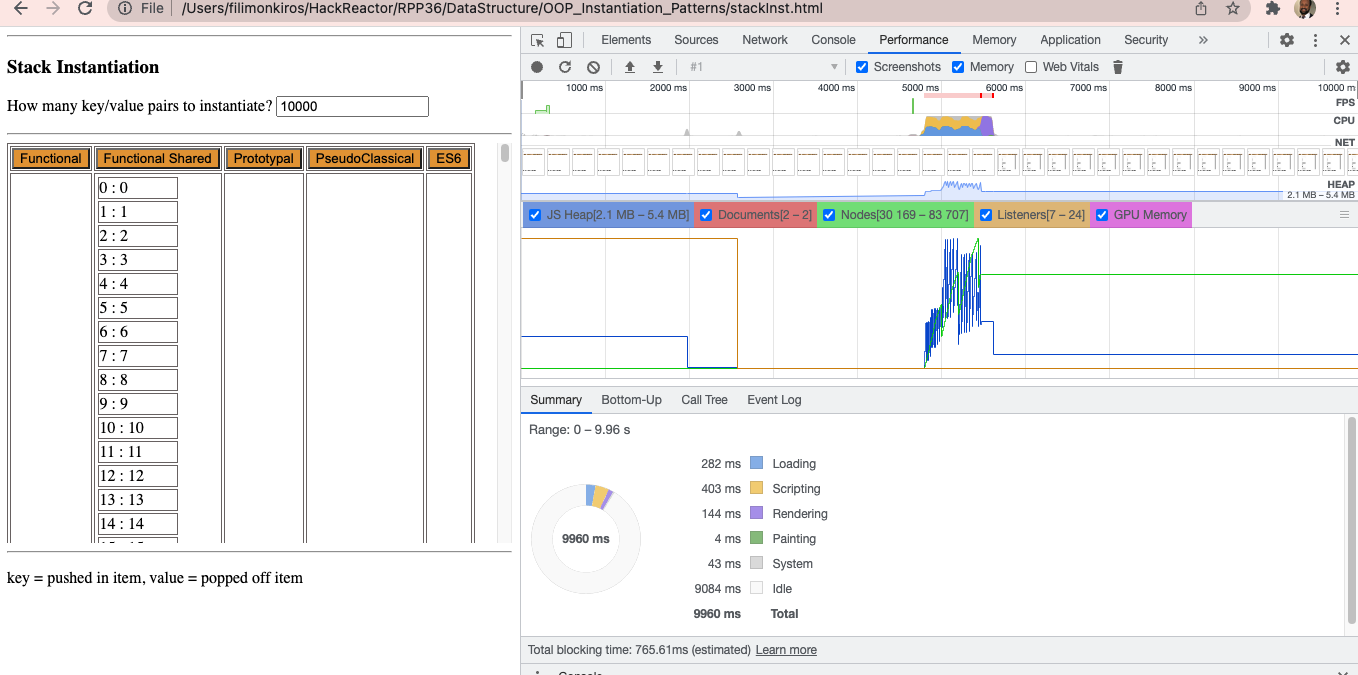 File /Users/filimonkiros/HackReactor/RPP36/DataStructure/OOP_Instantiation_Patterns/stackInst.html
Stack Instantiation
How many key/value pairs to instantiate? 10000
Functional Functional Shared Prototypal PseudoClassical ES6
0 : 0
1 : 1
2 : 2
3 : 3
4 : 4
5 : 5
6 : 6
7 : 7
8 : 8
9 : 9
10 : 10
11 : 11
12 : 12
13 : 13
14 : 14
key = pushed in item, value = popped off item
Elements Sources Network Console Performance Memory Application Security »
#1 Screenshots Memory Web Vitals
1000 ms 2000 ms 3000 ms 4000 ms 5000 ms 6000 ms 7000 ms 8000 ms 9000 ms 10000 m
FPS
CPU
NET
HEAP
2.1 MB – 5.4 MB
JS Heap[2.1 MB – 5.4 MB] Documents[2 – 2] Nodes[30 169 – 83 707] Listeners[7 – 24] GPU Memory
Summary Bottom-Up Call Tree Event Log
Range: 0 – 9.96 s
9960 ms
282 ms Loading
403 ms Scripting
144 ms Rendering
4 ms Painting
43 ms System
9084 ms Idle
9960 ms Total
Total blocking time: 765.61ms (estimated) Learn more
Console